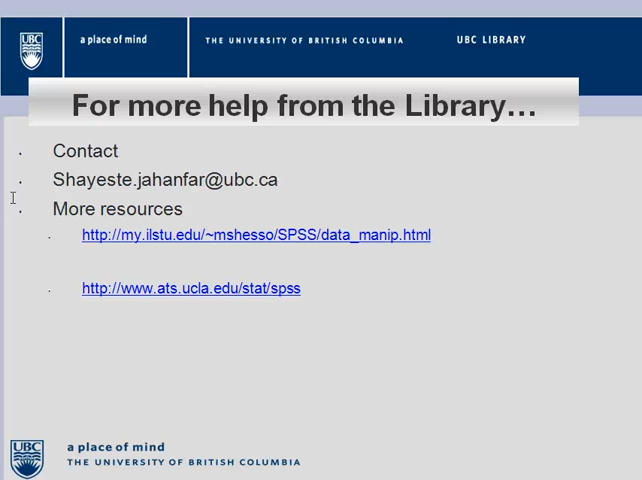 UBC
a place of mind
THE UNIVERSITY OF BRITISH COLUMBIA
UBC LIBRARY
For more help from the Library…
Contact
Shayeste.jahanfar@ubc.ca
More resources
http://my.ilstu.edu/~mshesso/SPSS/data_manip.html
http://www.ats.ucla.edu/stat/spss
UBC
a place of mind
THE UNIVERSITY OF BRITISH COLUMBIA